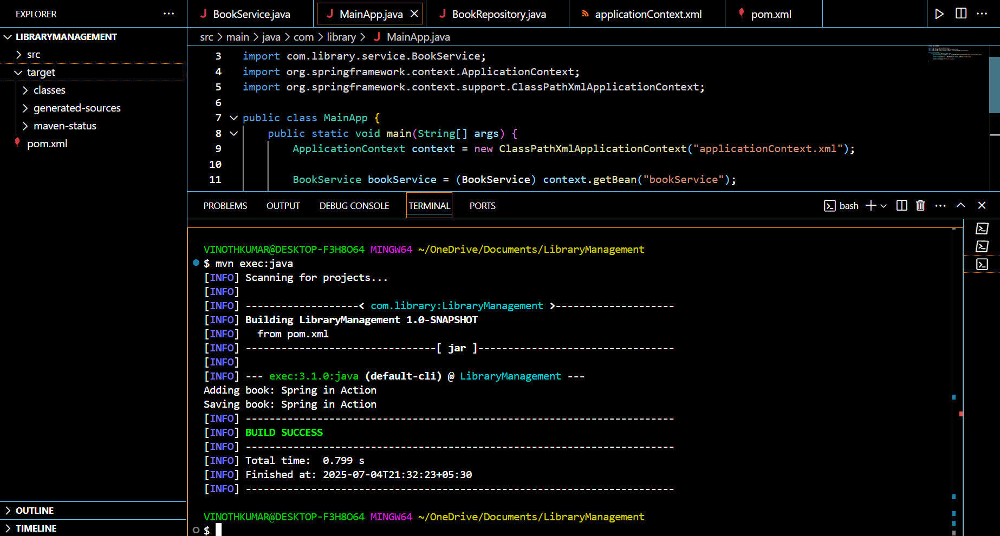 EXPLORER
LIBRARYMANAGEMENT
src
target
classes
generated-sources
maven-status
pom.xml
OUTLINE
TIMELINE
BookService.java
MainApp.java
BookRepository.java
applicationContext.xml
pom.xml
src > main > java > com > library > MainApp.java
3 import com.library.service.BookService;
4 import org.springframework.context.ApplicationContext;
5 import org.springframework.context.support.ClassPathXmlApplicationContext;
6
7 public class MainApp {
8 public static void main(String[] args) {
9 ApplicationContext context = new ClassPathXmlApplicationContext("applicationContext.xml");
10
11 BookService bookService = (BookService) context.getBean("bookService");
PROBLEMS OUTPUT DEBUG CONSOLE TERMINAL PORTS
bash
VINOTHKUMAR@DESKTOP-F3H8O64 MINGW64 ~/OneDrive/Documents/LibraryManagement
$ mvn exec:java
[INFO] Scanning for projects...
[INFO]
[INFO] -------------------< com.library:LibraryManagement >--------------------
[INFO] Building LibraryManagement 1.0-SNAPSHOT
[INFO]   from pom.xml
[INFO] --------------------------------[ jar ]---------------------------------
[INFO]
[INFO] --- exec:3.1.0:java (default-cli) @ LibraryManagement ---
Adding book: Spring in Action
Saving book: Spring in Action
[INFO] ------------------------------------------------------------------------
[INFO] BUILD SUCCESS
[INFO] ------------------------------------------------------------------------
[INFO] Total time:  0.799 s
[INFO] Finished at: 2025-07-04T21:32:23+05:30
[INFO] ------------------------------------------------------------------------
VINOTHKUMAR@DESKTOP-F3H8O64 MINGW64 ~/OneDrive/Documents/LibraryManagement
$